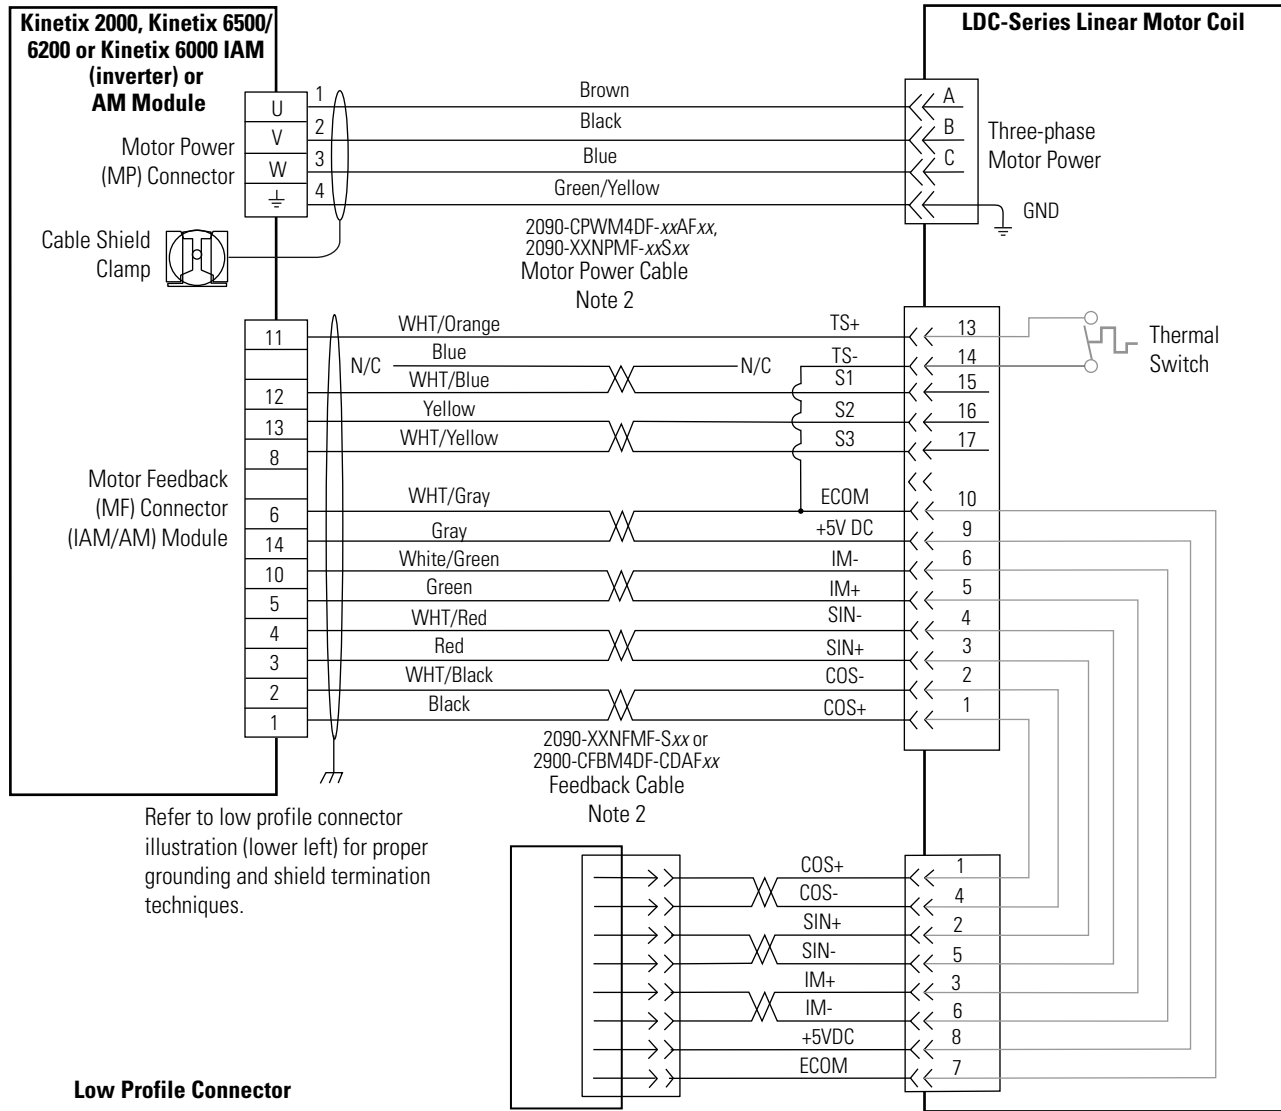 Kinetix 2000, Kinetix 6500/
6200 or Kinetix 6000 IAM
(inverter) or
AM Module
LDC-Series Linear Motor Coil
Motor Power
(MP) Connector
U
V
W
1
2
3
4
Brown
Black
Blue
Green/Yellow
A
B
C
Three-phase
Motor Power
GND
Cable Shield
Clamp
2090-CPWM4DF-xxAFxx,
2090-XXNPMF-xxSxx
Motor Power Cable
Note 2
Motor Feedback
(MF) Connector
(IAM/AM) Module
11 WHT/Orange TS+ 13
N/C Blue N/C TS- 14
12 WHT/Blue S1 15
13 Yellow S2 16
8 WHT/Yellow S3 17
6 WHT/Gray ECOM 10
14 Gray +5V DC 9
10 White/Green IM- 6
5 Green IM+ 5
4 WHT/Red SIN- 4
3 Red SIN+ 3
2 WHT/Black COS- 2
1 Black COS+ 1
Thermal
Switch
2090-XXNFMF-Sxx or
2900-CFBM4DF-CDAFxx
Feedback Cable
Note 2
Refer to low profile connector
illustration (lower left) for proper
grounding and shield termination
techniques.
COS+ 1
COS- 4
SIN+ 2
SIN- 5
IM+ 3
IM- 6
+5VDC 8
ECOM 7
Low Profile Connector